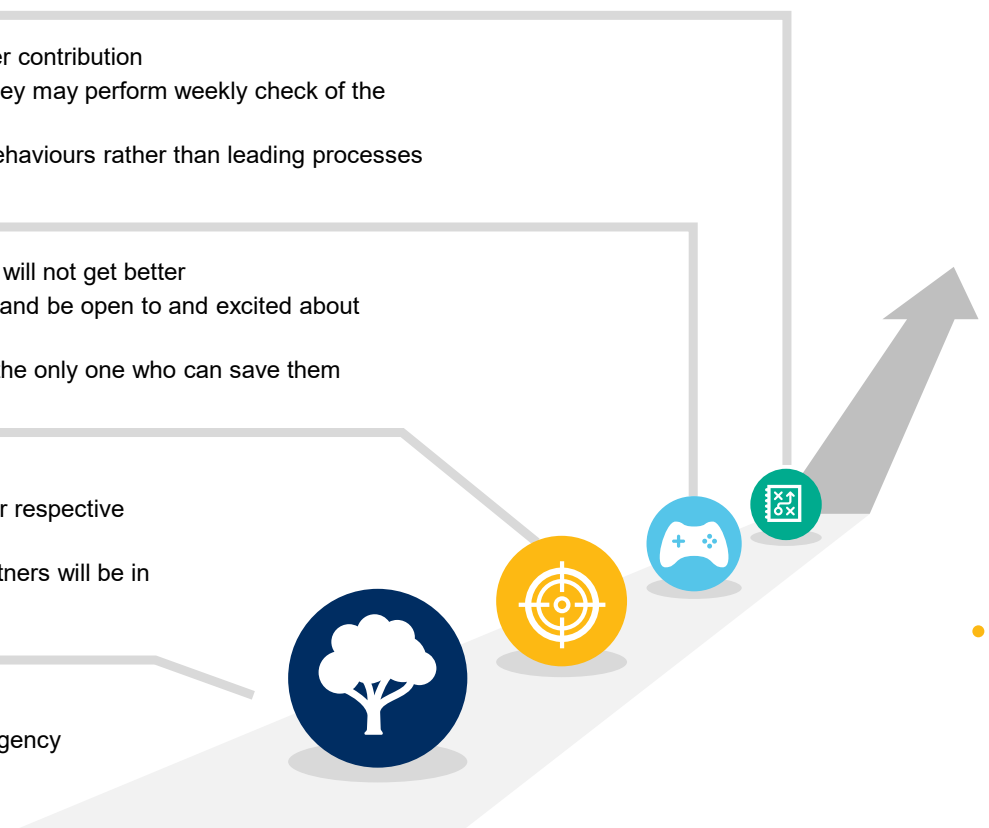 er contribution
ey may perform weekly check of the
ehaviours rather than leading processes
will not get better
and be open to and excited about
he only one who can save them
r respective
tners will be in
gency